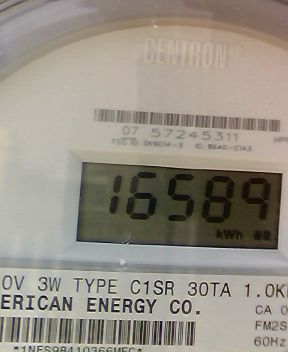 CENTRON®
07 57245311
16589
kWh
0V 3W TYPE C1SR 30TA 1.0K
ERICAN ENERGY CO.
CA 0
FM2S
60Hz